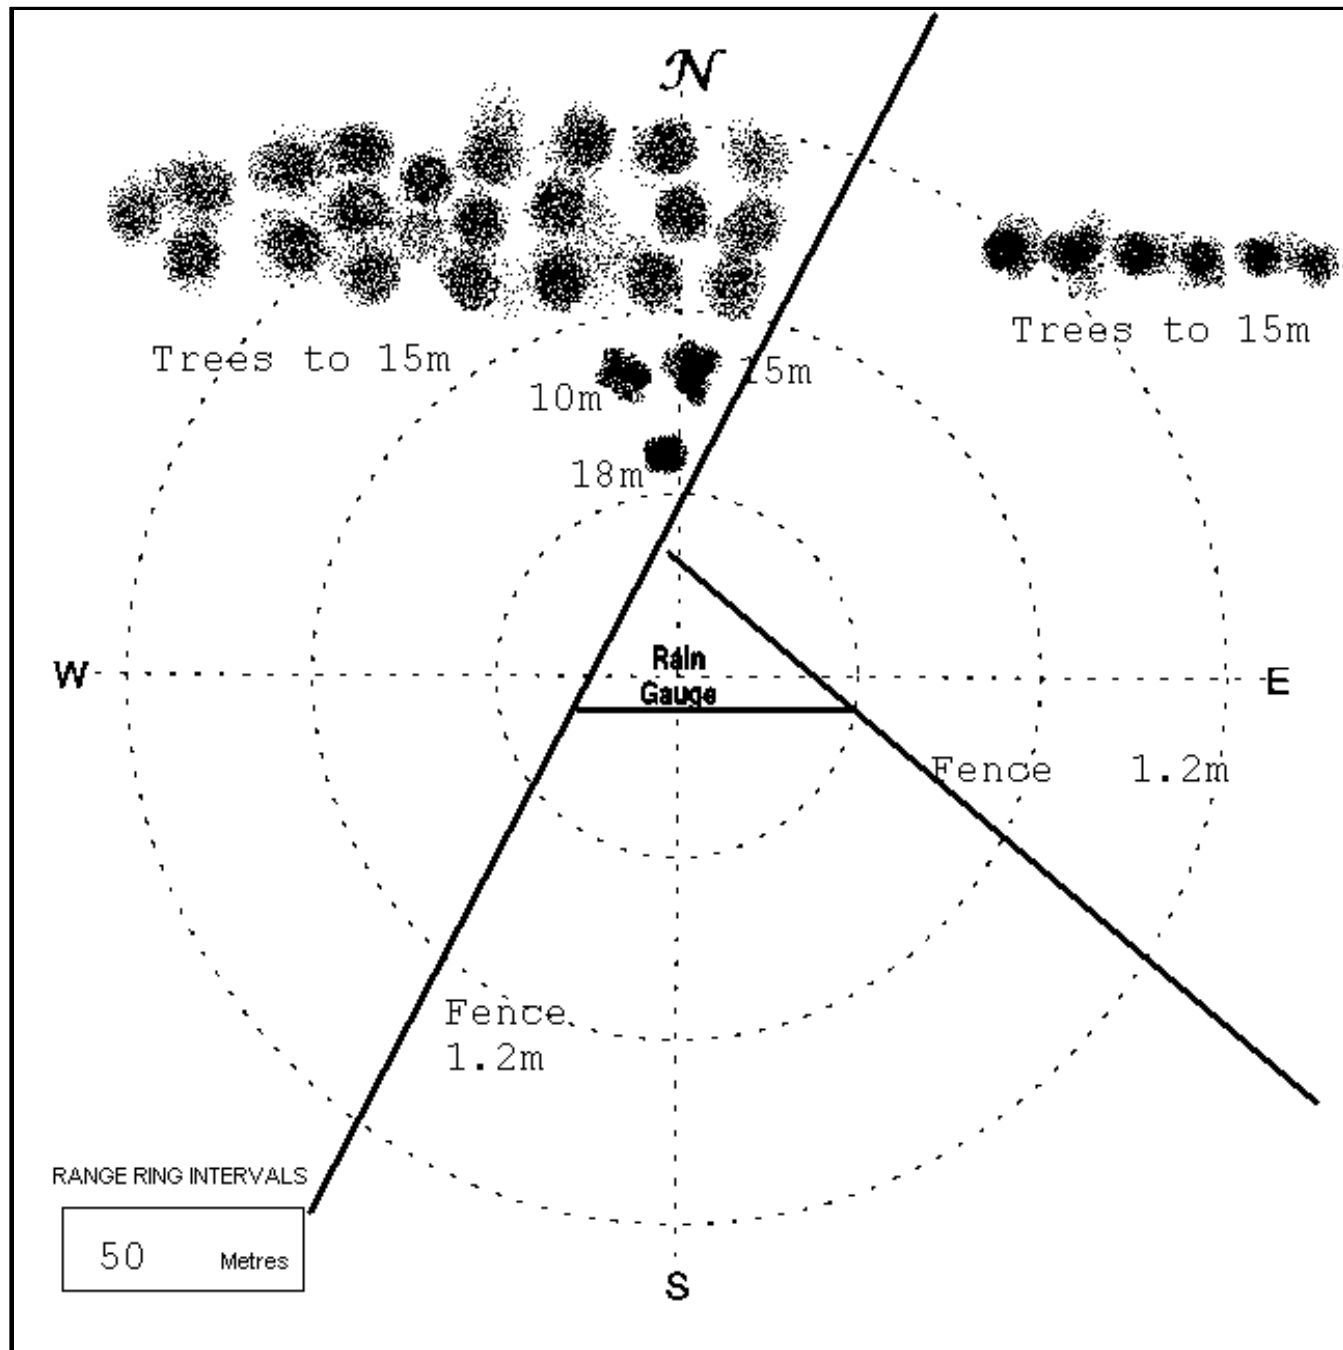 N
Trees to 15m
Trees to 15m
15m
10m
18m
W
Rain
Gauge
E
Fence 1.2m
Fence
1.2m
RANGE RING INTERVALS
50 Metres
S